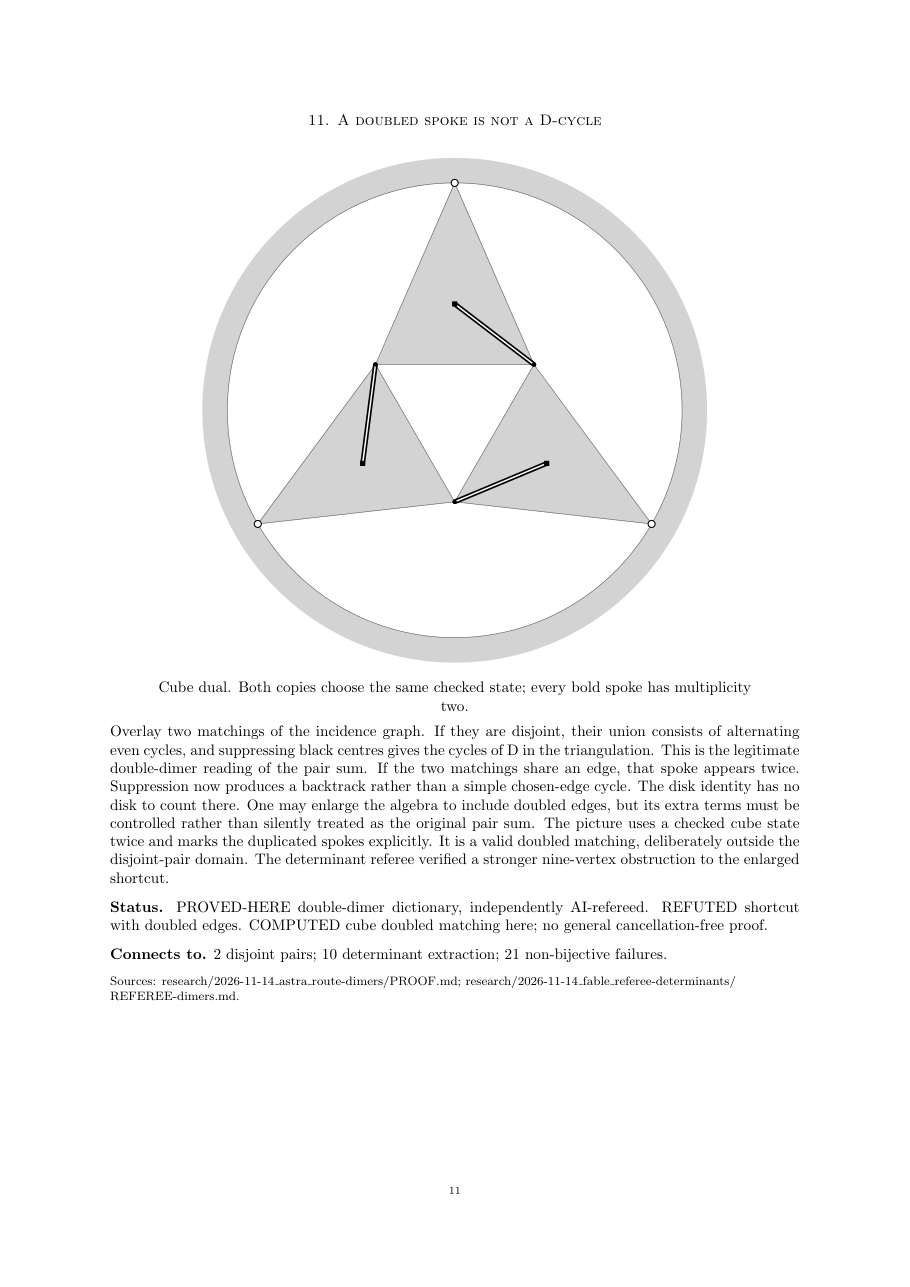 11. A DOUBLED SPOKE IS NOT A D-CYCLE
Cube dual. Both copies choose the same checked state; every bold spoke has multiplicity
two.
Overlay two matchings of the incidence graph. If they are disjoint, their union consists of alternating
even cycles, and suppressing black centres gives the cycles of D in the triangulation. This is the legitimate
double-dimer reading of the pair sum. If the two matchings share an edge, that spoke appears twice.
Suppression now produces a backtrack rather than a simple chosen-edge cycle. The disk identity has no
disk to count there. One may enlarge the algebra to include doubled edges, but its extra terms must be
controlled rather than silently treated as the original pair sum. The picture uses a checked cube state
twice and marks the duplicated spokes explicitly. It is a valid doubled matching, deliberately outside the
disjoint-pair domain. The determinant referee verified a stronger nine-vertex obstruction to the enlarged
shortcut.
Status. PROVED-HERE double-dimer dictionary, independently AI-refereed. REFUTED shortcut
with doubled edges. COMPUTED cube doubled matching here; no general cancellation-free proof.
Connects to. 2 disjoint pairs; 10 determinant extraction; 21 non-bijective failures.
Sources: research/2026-11-14_astra_route-dimers/PROOF.md; research/2026-11-14_fable_referee-determinants/
REFEREE-dimers.md.
11